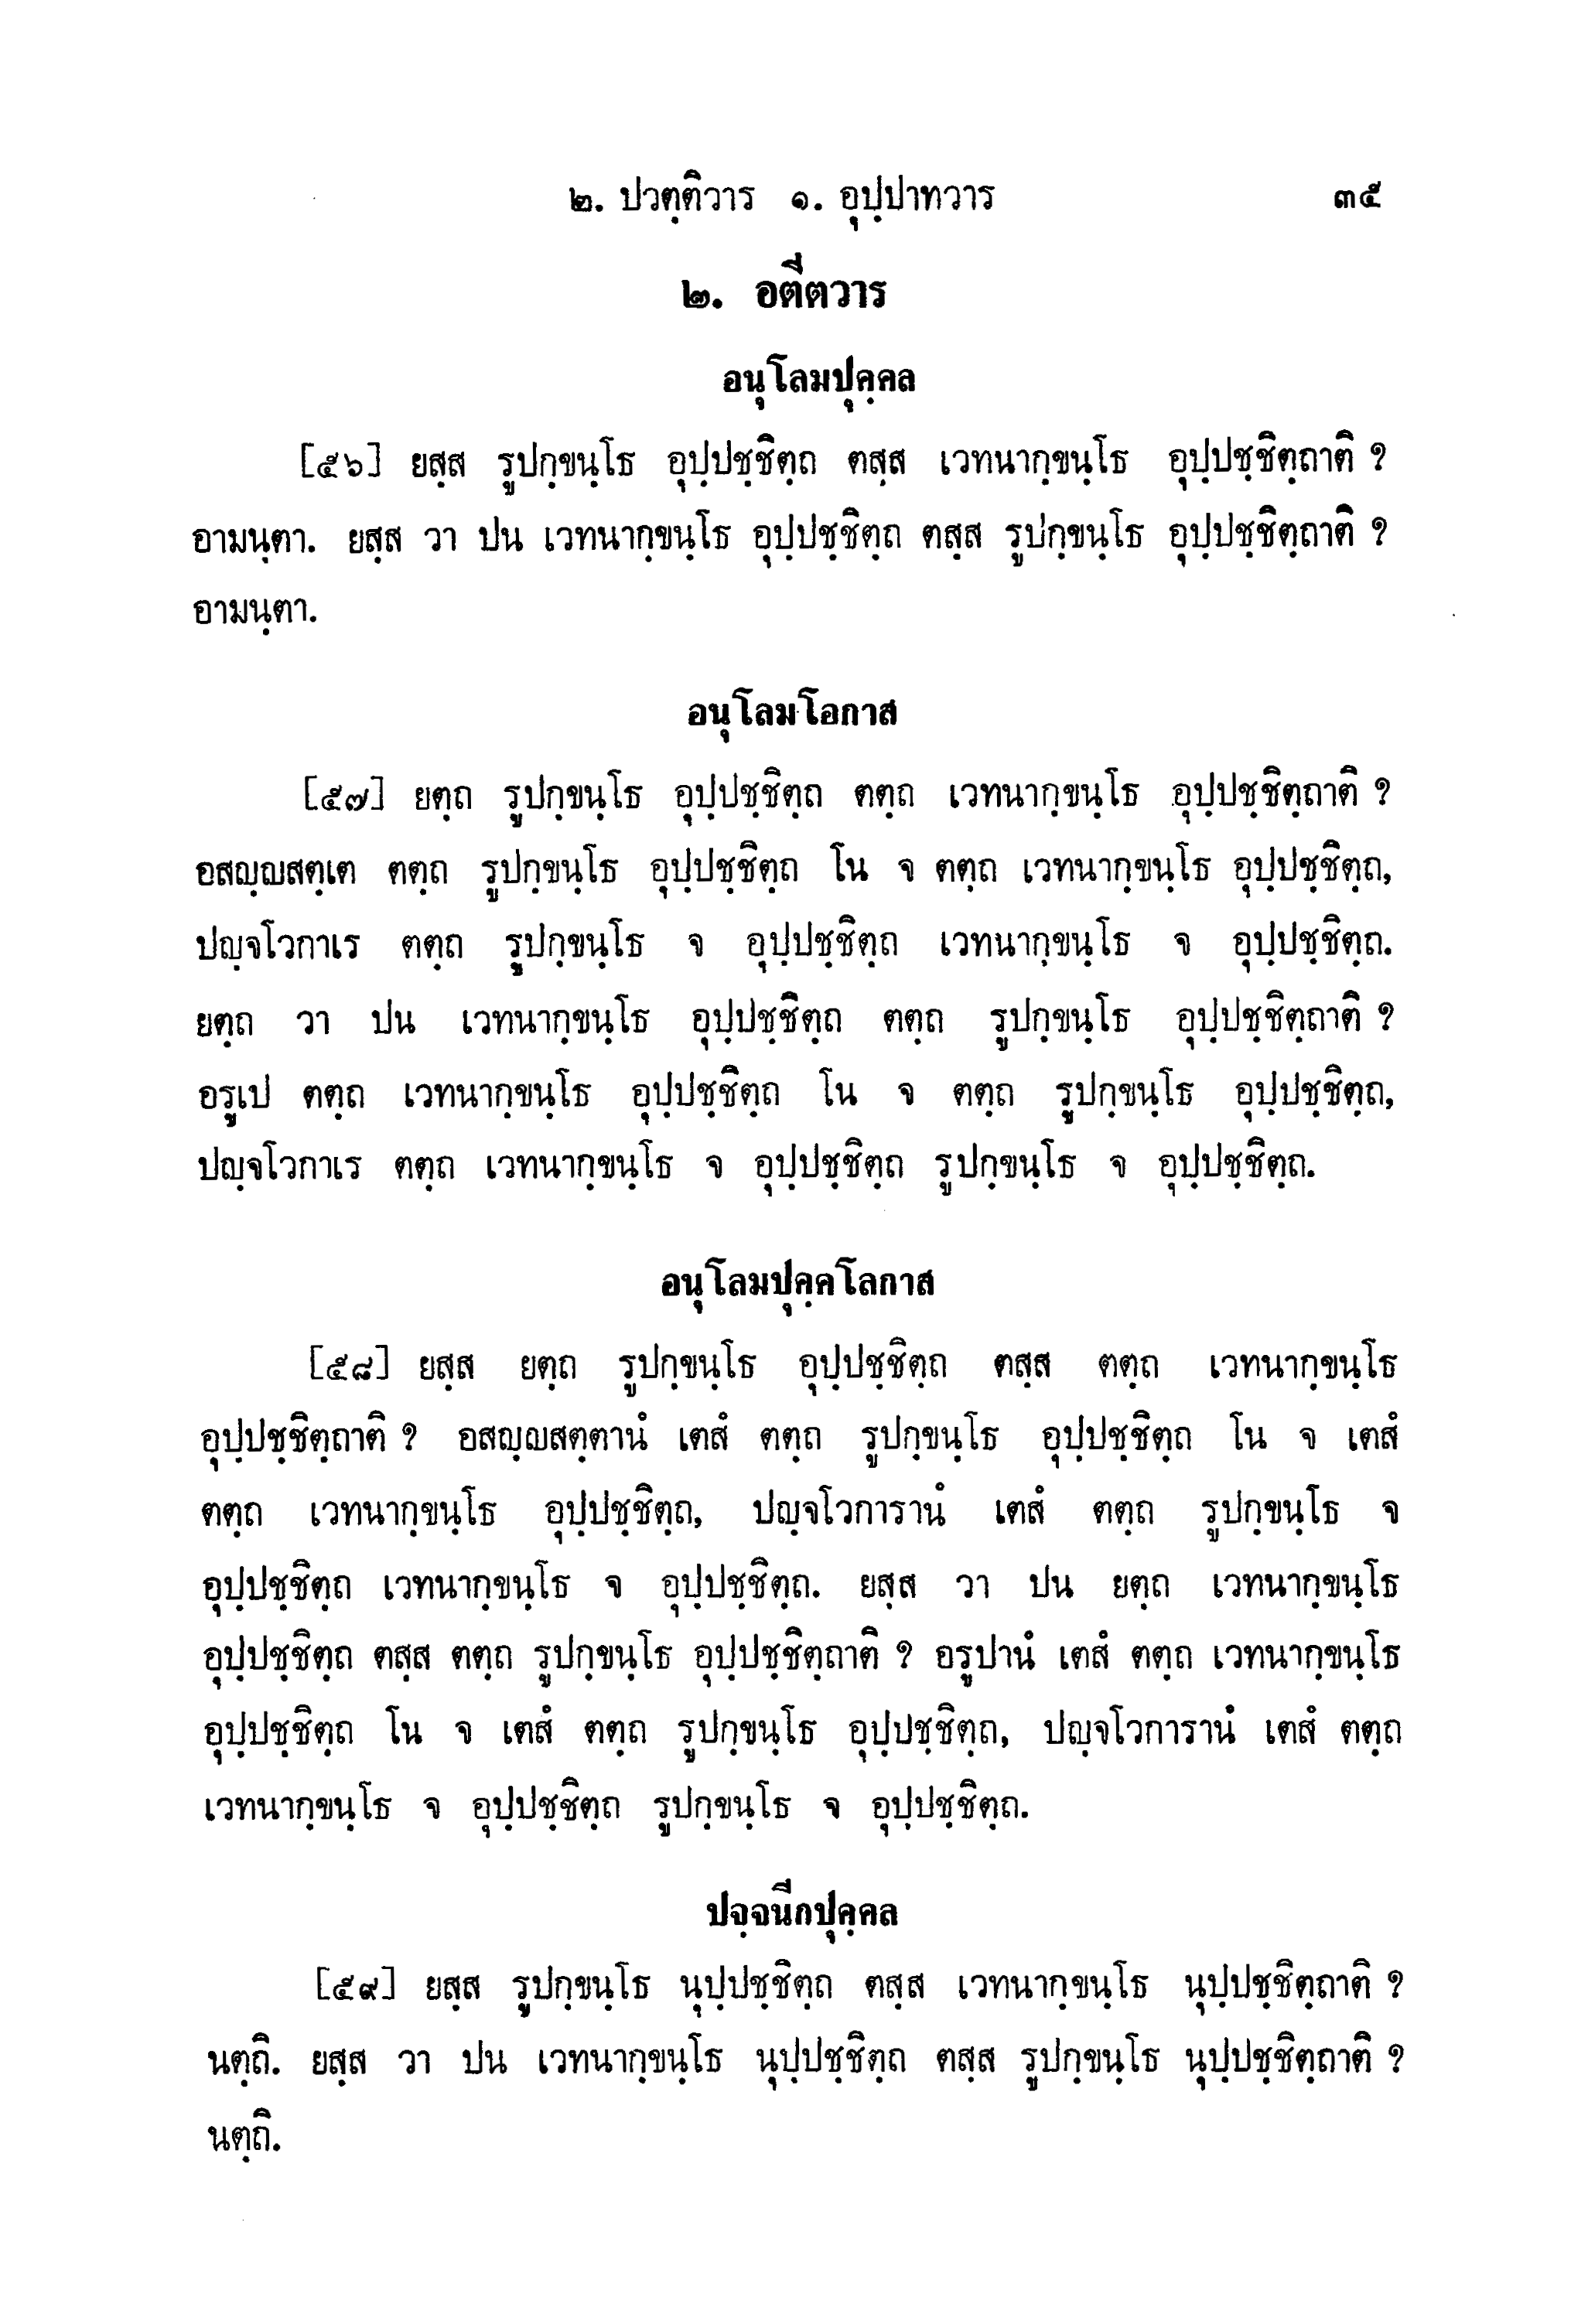 ๒. ปวตฺติวาร ๑. อุปฺปาทวาร ๓๕
๒. อตีตวาร
อนุโลมปุคฺคล
[๕๖] ยสฺส รูปกฺขนฺโธ อุปฺปชฺชิตฺถ ตสฺส เวทนากฺขนฺโธ อุปฺปชฺชิตฺถาติ ?
อามนฺตา. ยสฺส วา ปน เวทนากฺขนฺโธ อุปฺปชฺชิตฺถ ตสฺส รูปกฺขนฺโธ อุปฺปชฺชิตฺถาติ ?
อามนฺตา.
อนุโลมโอกาส
[๕๗] ยตฺถ รูปกฺขนฺโธ อุปฺปชฺชิตฺถ ตตฺถ เวทนากฺขนฺโธ อุปฺปชฺชิตฺถาติ ?
อสญฺญสตฺเต ตตฺถ รูปกฺขนฺโธ อุปฺปชฺชิตฺถ โน จ ตตฺถ เวทนากฺขนฺโธ อุปฺปชฺชิตฺถ,
ปญฺจโวกาเร ตตฺถ รูปกฺขนฺโธ จ อุปฺปชฺชิตฺถ เวทนากฺขนฺโธ จ อุปฺปชฺชิตฺถ.
ยตฺถ วา ปน เวทนากฺขนฺโธ อุปฺปชฺชิตฺถ ตตฺถ รูปกฺขนฺโธ อุปฺปชฺชิตฺถาติ ?
อรูเป ตตฺถ เวทนากฺขนฺโธ อุปฺปชฺชิตฺถ โน จ ตตฺถ รูปกฺขนฺโธ อุปฺปชฺชิตฺถ,
ปญฺจโวกาเร ตตฺถ เวทนากฺขนฺโธ จ อุปฺปชฺชิตฺถ รูปกฺขนฺโธ จ อุปฺปชฺชิตฺถ.
อนุโลมปุคฺคโลกาส
[๕๘] ยสฺส ยตฺถ รูปกฺขนฺโธ อุปฺปชฺชิตฺถ ตสฺส ตตฺถ เวทนากฺขนฺโธ
อุปฺปชฺชิตฺถาติ ? อสญฺญสตฺตานํ เตสํ ตตฺถ รูปกฺขนฺโธ อุปฺปชฺชิตฺถ โน จ เตสํ
ตตฺถ เวทนากฺขนฺโธ อุปฺปชฺชิตฺถ, ปญฺจโวการานํ เตสํ ตตฺถ รูปกฺขนฺโธ จ
อุปฺปชฺชิตฺถ เวทนากฺขนฺโธ จ อุปฺปชฺชิตฺถ. ยสฺส วา ปน ยตฺถ เวทนากฺขนฺโธ
อุปฺปชฺชิตฺถ ตสฺส ตตฺถ รูปกฺขนฺโธ อุปฺปชฺชิตฺถาติ ? อรูปานํ เตสํ ตตฺถ เวทนากฺขนฺโธ
อุปฺปชฺชิตฺถ โน จ เตสํ ตตฺถ รูปกฺขนฺโธ อุปฺปชฺชิตฺถ, ปญฺจโวการานํ เตสํ ตตฺถ
เวทนากฺขนฺโธ จ อุปฺปชฺชิตฺถ รูปกฺขนฺโธ จ อุปฺปชฺชิตฺถ.
ปจฺจนีกปุคฺคล
[๕๙] ยสฺส รูปกฺขนฺโธ นุปฺปชฺชิตฺถ ตสฺส เวทนากฺขนฺโธ นุปฺปชฺชิตฺถาติ ?
นตฺถิ. ยสฺส วา ปน เวทนากฺขนฺโธ นุปฺปชฺชิตฺถ ตสฺส รูปกฺขนฺโธ นุปฺปชฺชิตฺถาติ ?
นตฺถิ.